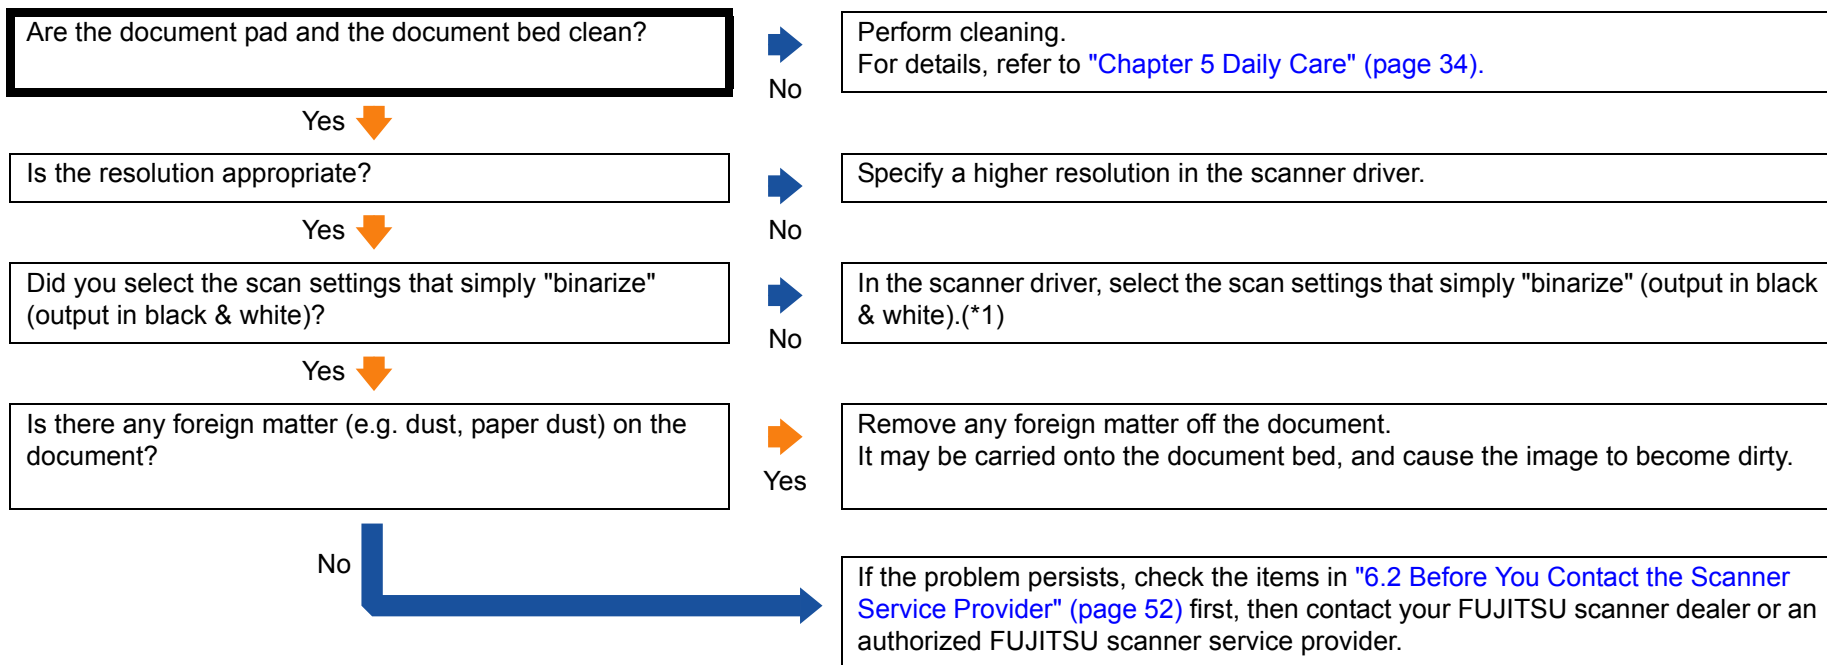 Are the document pad and the document bed clean?
No
Perform cleaning.
For details, refer to "Chapter 5 Daily Care" (page 34).
Yes
Is the resolution appropriate?
No
Specify a higher resolution in the scanner driver.
Yes
Did you select the scan settings that simply "binarize"
(output in black & white)?
No
In the scanner driver, select the scan settings that simply "binarize" (output in black
& white).(*1)
Yes
Is there any foreign matter (e.g. dust, paper dust) on the
document?
Yes
Remove any foreign matter off the document.
It may be carried onto the document bed, and cause the image to become dirty.
No
If the problem persists, check the items in "6.2 Before You Contact the Scanner
Service Provider" (page 52) first, then contact your FUJITSU scanner dealer or an
authorized FUJITSU scanner service provider.